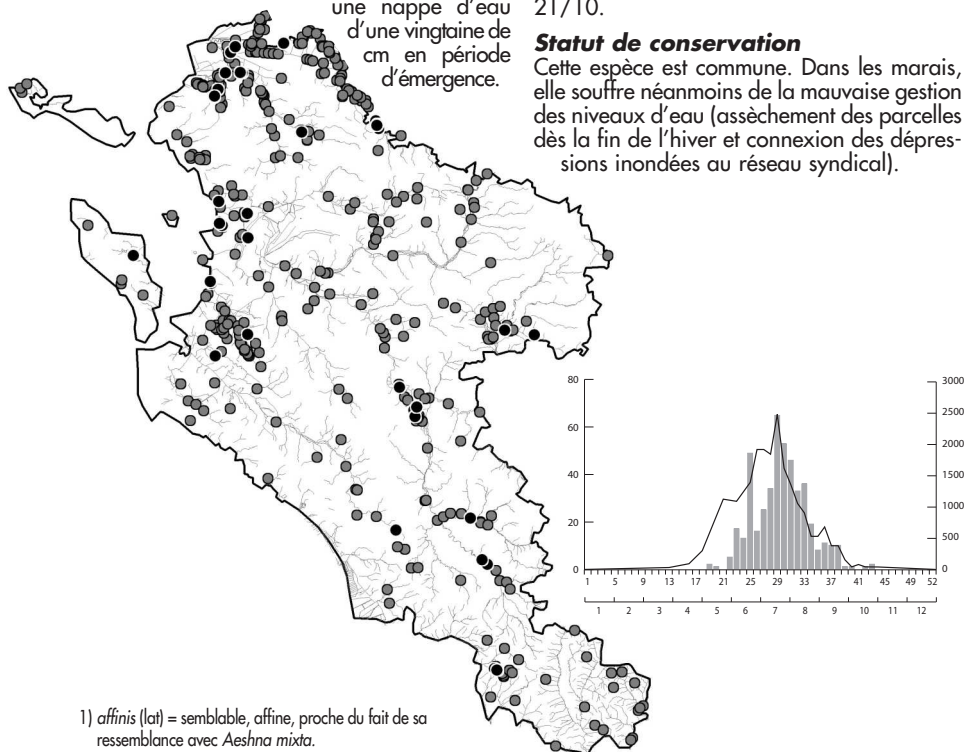 une nappe d'eau
d'une vingtaine de
cm en période
d'émergence.
21/10.
Statut de conservation
Cette espèce est commune. Dans les marais,
elle souffre néanmoins de la mauvaise gestion
des niveaux d'eau (assèchement des parcelles
dès la fin de l'hiver et connexion des dépres-
sions inondées au réseau syndical).
80
60
40
20
0
3000
2500
2000
1500
1000
500
0
1 5 9 13 17 21 25 29 33 37 41 45 49 52
1 2 3 4 5 6 7 8 9 10 11 12
1) affinis (lat) = semblable, affine, proche du fait de sa
ressemblance avec Aeshna mixta.